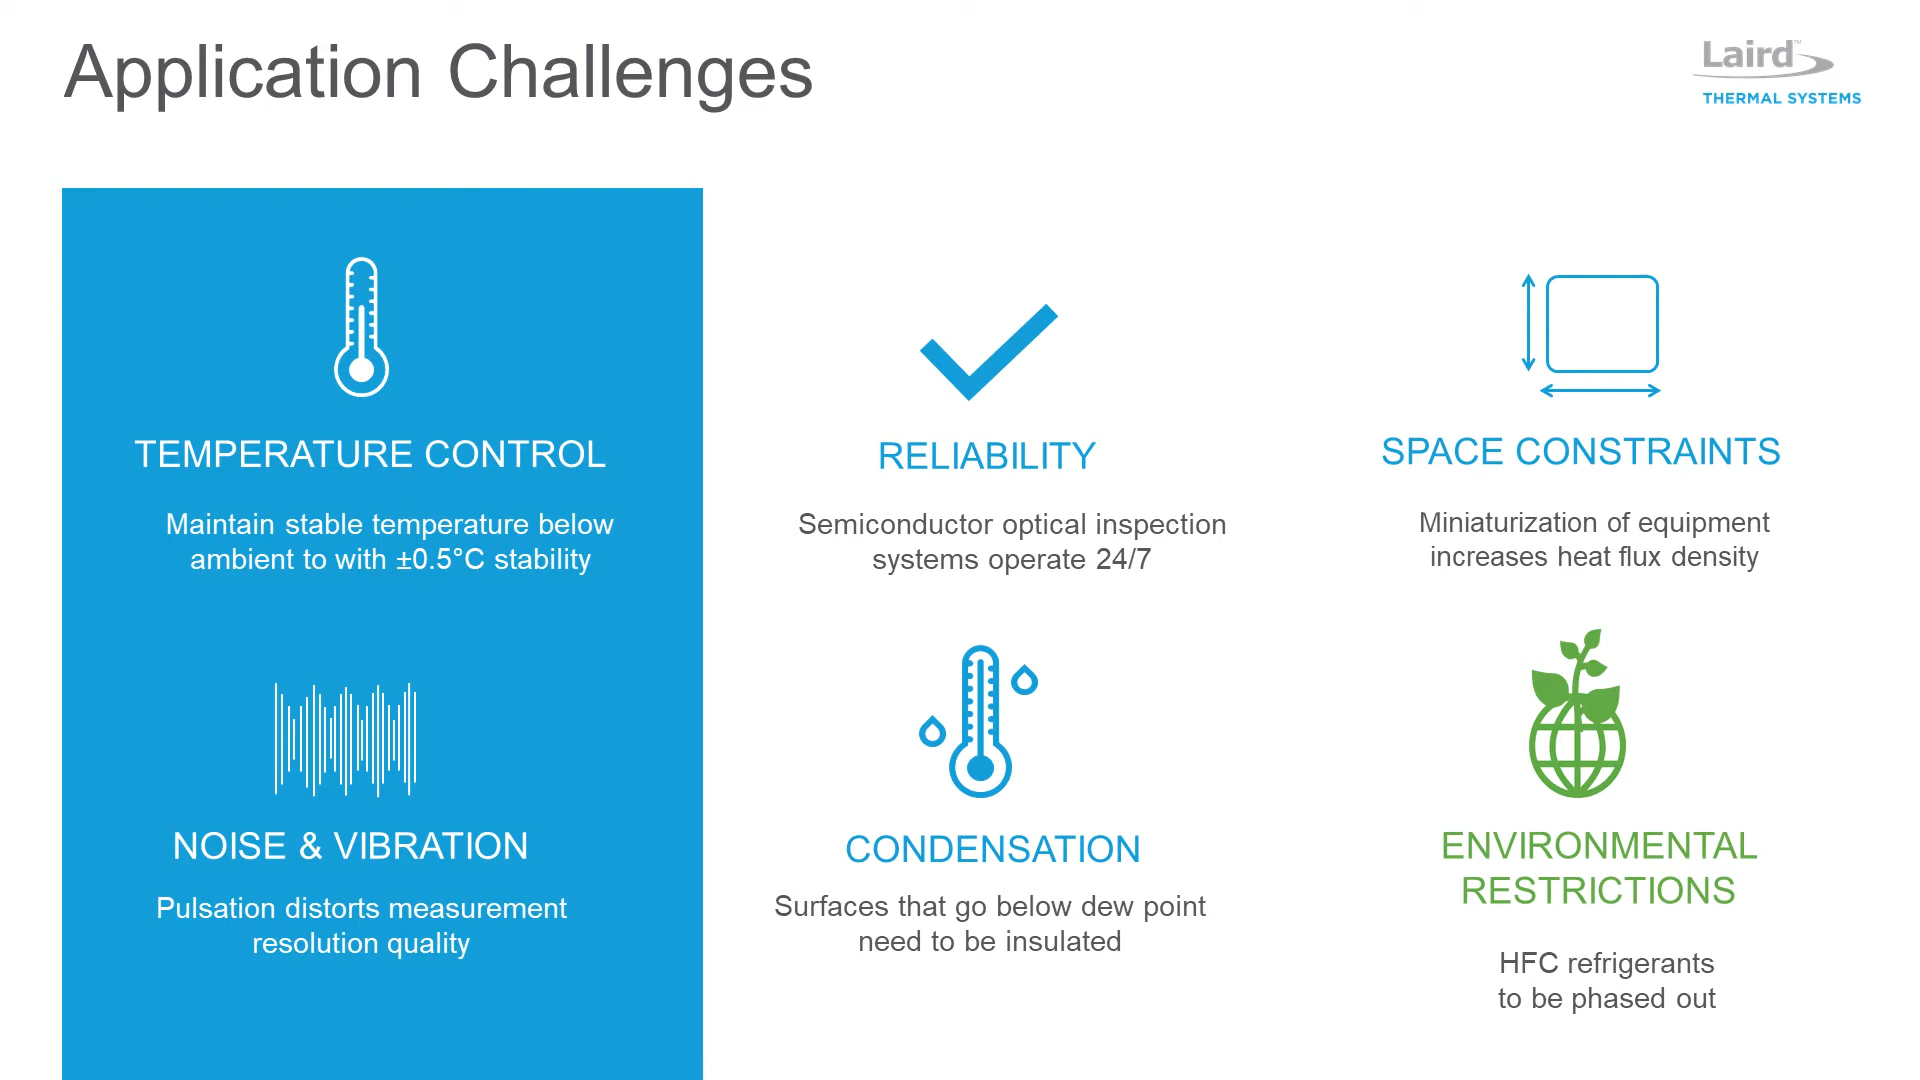 Application Challenges
Laird™
THERMAL SYSTEMS
TEMPERATURE CONTROL
Maintain stable temperature below
ambient to with ±0.5°C stability
RELIABILITY
Semiconductor optical inspection
systems operate 24/7
SPACE CONSTRAINTS
Miniaturization of equipment
increases heat flux density
NOISE & VIBRATION
Pulsation distorts measurement
resolution quality
CONDENSATION
Surfaces that go below dew point
need to be insulated
ENVIRONMENTAL
RESTRICTIONS
HFC refrigerants
to be phased out